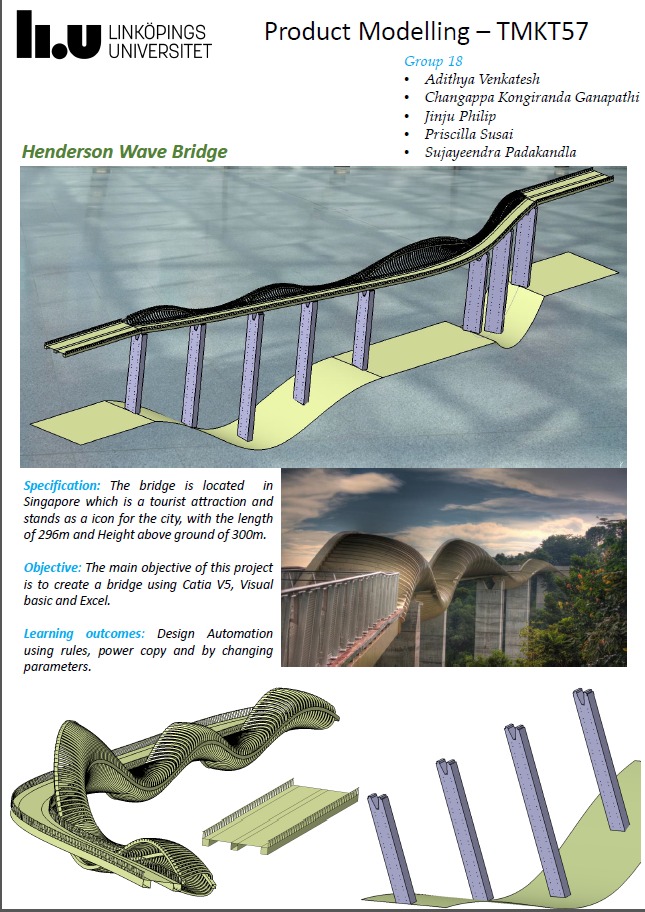 LINKÖPINGS
UNIVERSITET
Product Modelling – TMKT57
Group 18
• Adithya Venkatesh
• Changappa Kongiranda Ganapathi
• Jinju Philip
• Priscilla Susai
• Sujayeendra Padakandla
Henderson Wave Bridge
Specification: The bridge is located in
Singapore which is a tourist attraction and
stands as a icon for the city, with the length
of 296m and Height above ground of 300m.
Objective: The main objective of this project
is to create a bridge using Catia V5, Visual
basic and Excel.
Learning outcomes: Design Automation
using rules, power copy and by changing
parameters.